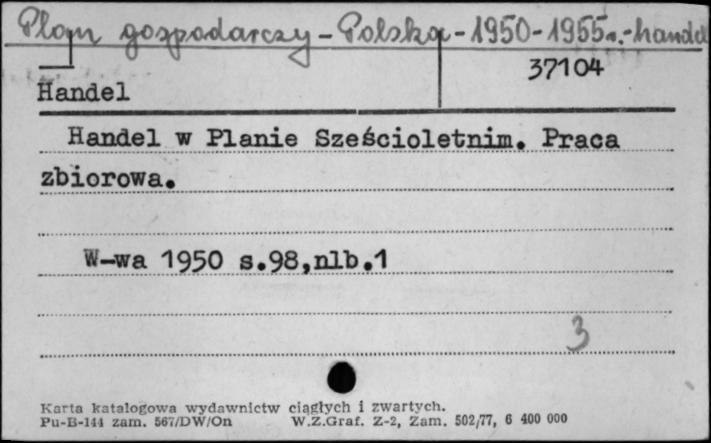 Plan gospodarczy - Polska - 1950-1955r. - handel
37104
Handel
Handel w Planie Sześcioletnim. Praca
zbiorowa.
W-wa 1950 s.98,nlb.1
3
Karta katalogowa wydawnictw ciągłych i zwartych.
Pu-B-144 zam. 567/DW/On W.Z.Graf. Z-2, Zam. 502/77, 6 400 000